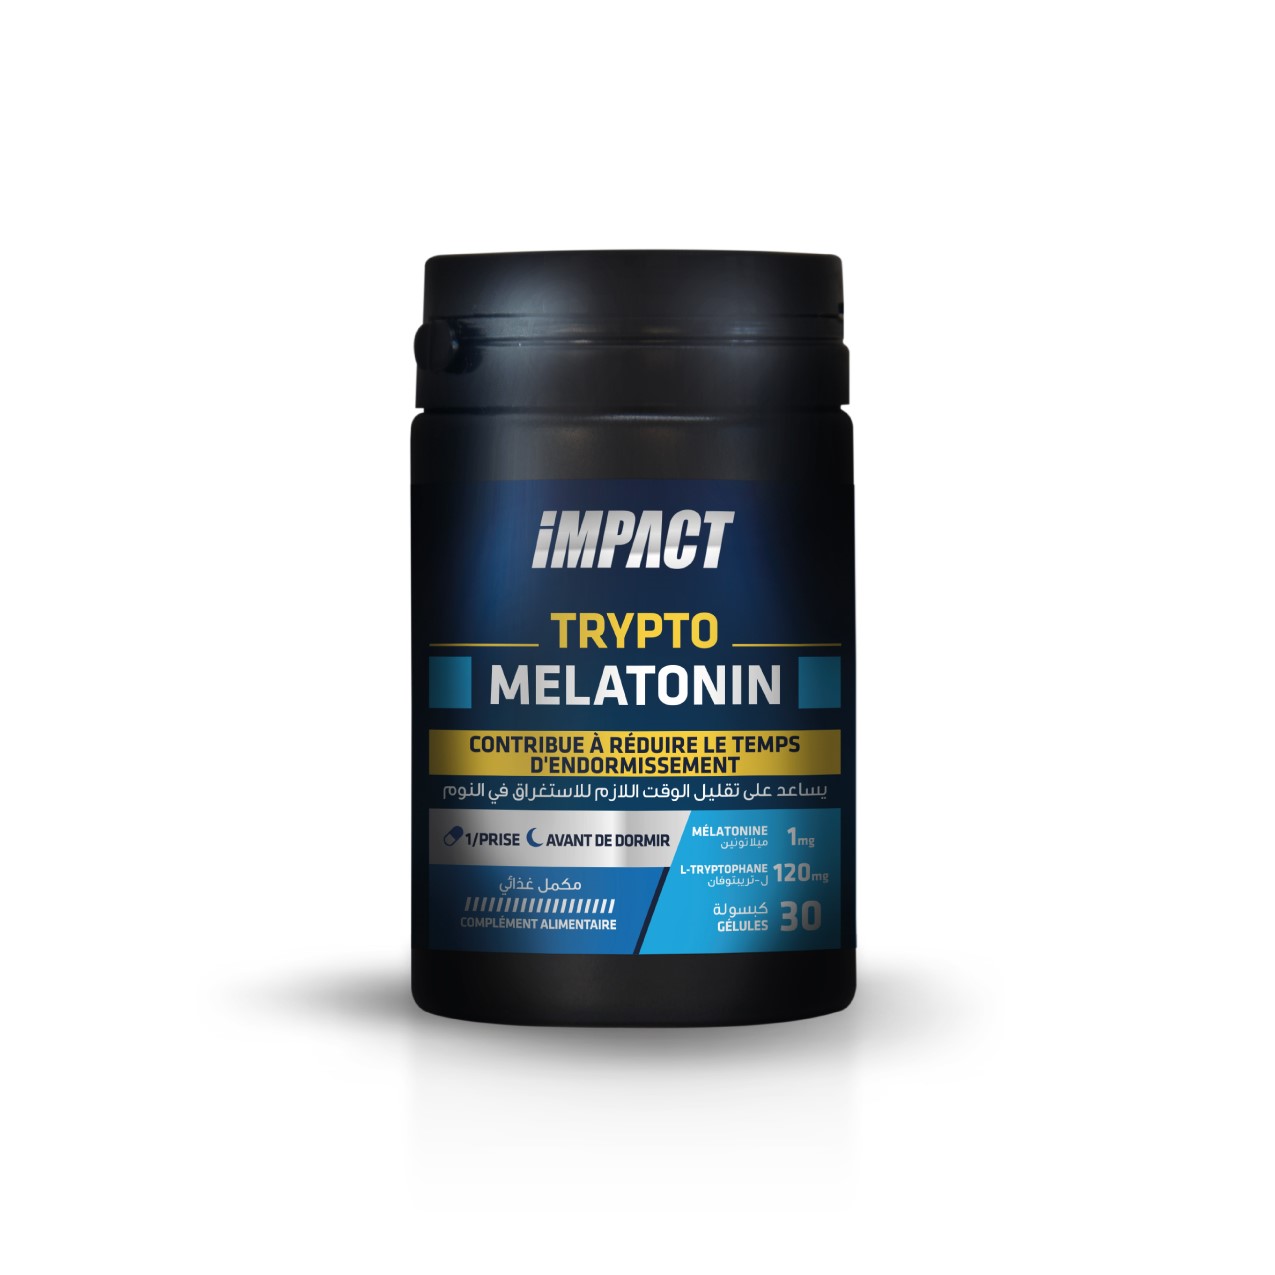 iMPACT
TRYPTO
MELATONIN
CONTRIBUE À RÉDUIRE LE TEMPS
D'ENDORMISSEMENT
يساعد على تقليل الوقت اللازم للاستغراق في النوم
1/PRISE AVANT DE DORMIR
MÉLATONINE 1mg
ميلاتونين
L-TRYPTOPHANE 120mg
ل-تريبتوفان
مكمل غذائي
COMPLÉMENT ALIMENTAIRE
كبسولة 30
GÉLULES